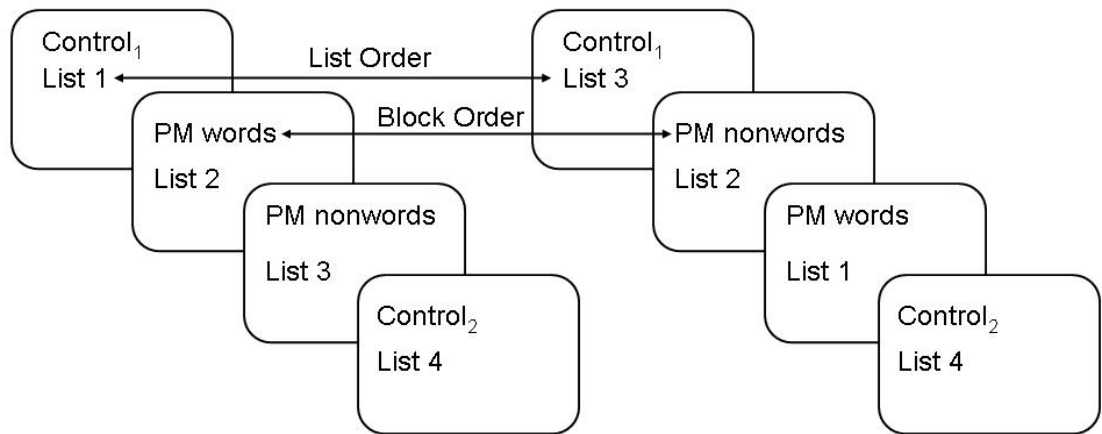 Control₁
List 1
List Order
Control₁
List 3
PM words
List 2
Block Order
PM nonwords
List 2
PM nonwords
List 3
PM words
List 1
Control₂
List 4
Control₂
List 4